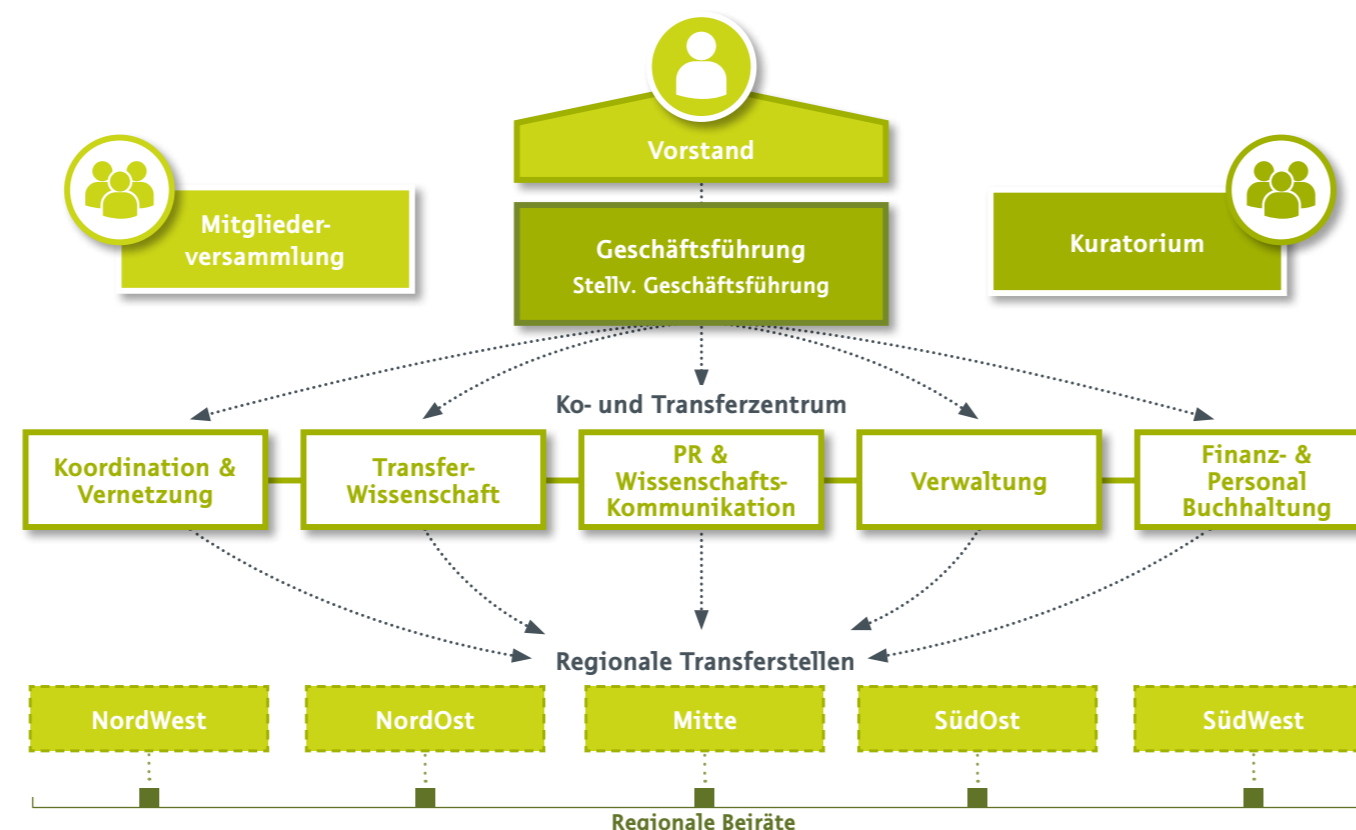 Vorstand
Mitglieder-
versammlung
Geschäftsführung
Stellv. Geschäftsführung
Kuratorium
Ko- und Transferzentrum
Koordination &
Vernetzung
Transfer-
Wissenschaft
PR &
Wissenschafts-
Kommunikation
Verwaltung
Finanz- &
Personal
Buchhaltung
Regionale Transferstellen
NordWest
NordOst
Mitte
SüdOst
SüdWest
Regionale Beiräte